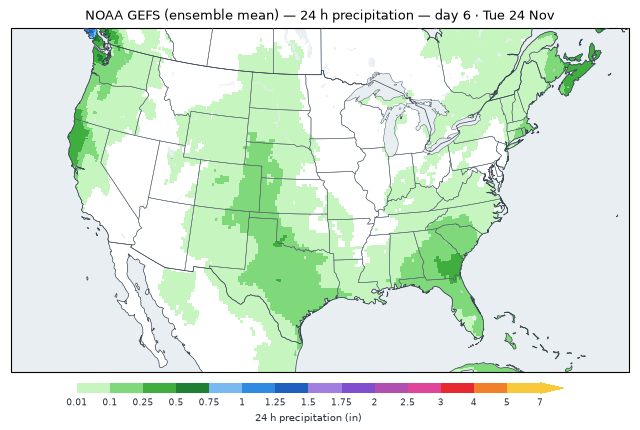 NOAA GEFS (ensemble mean) — 24 h precipitation — day 6 · Tue 24 Nov
0.01 0.1 0.25 0.5 0.75 1 1.25 1.5 1.75 2 2.5 3 4 5 7
24 h precipitation (in)